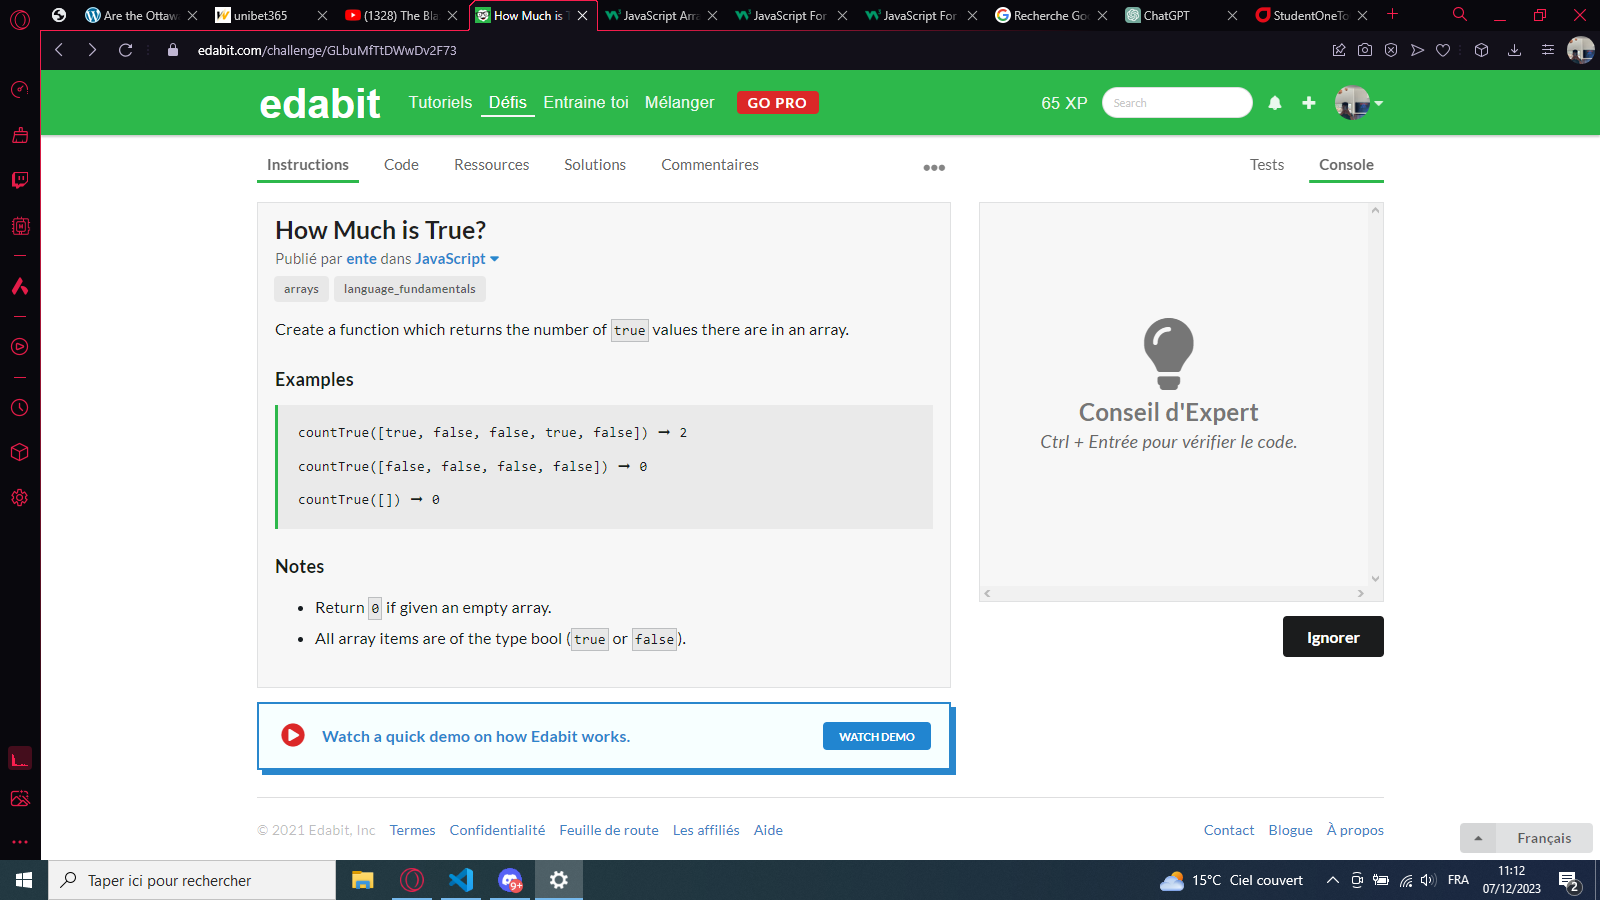 Are the Ottawa
unibet365
(1328) The Bla
How Much is T
JavaScript Arra
JavaScript For
JavaScript For
Recherche Goo
ChatGPT
StudentOneTo
edabit.com/challenge/GLbuMfTtDWwDv2F73
edabit
Tutoriels
Défis
Entraine toi
Mélanger
GO PRO
65 XP
Search
Instructions
Code
Ressources
Solutions
Commentaires
Tests
Console
How Much is True?
Publié par ente dans JavaScript
arrays
language_fundamentals
Create a function which returns the number of true values there are in an array.
Examples
countTrue([true, false, false, true, false]) ➞ 2
countTrue([false, false, false, false]) ➞ 0
countTrue([]) ➞ 0
Notes
• Return 0 if given an empty array.
• All array items are of the type bool (true or false).
Conseil d'Expert
Ctrl + Entrée pour vérifier le code.
Ignorer
Watch a quick demo on how Edabit works.
WATCH DEMO
© 2021 Edabit, Inc
Termes
Confidentialité
Feuille de route
Les affiliés
Aide
Contact
Blogue
À propos
Français
Taper ici pour rechercher
9+
15°C Ciel couvert
FRA
11:12
07/12/2023
2